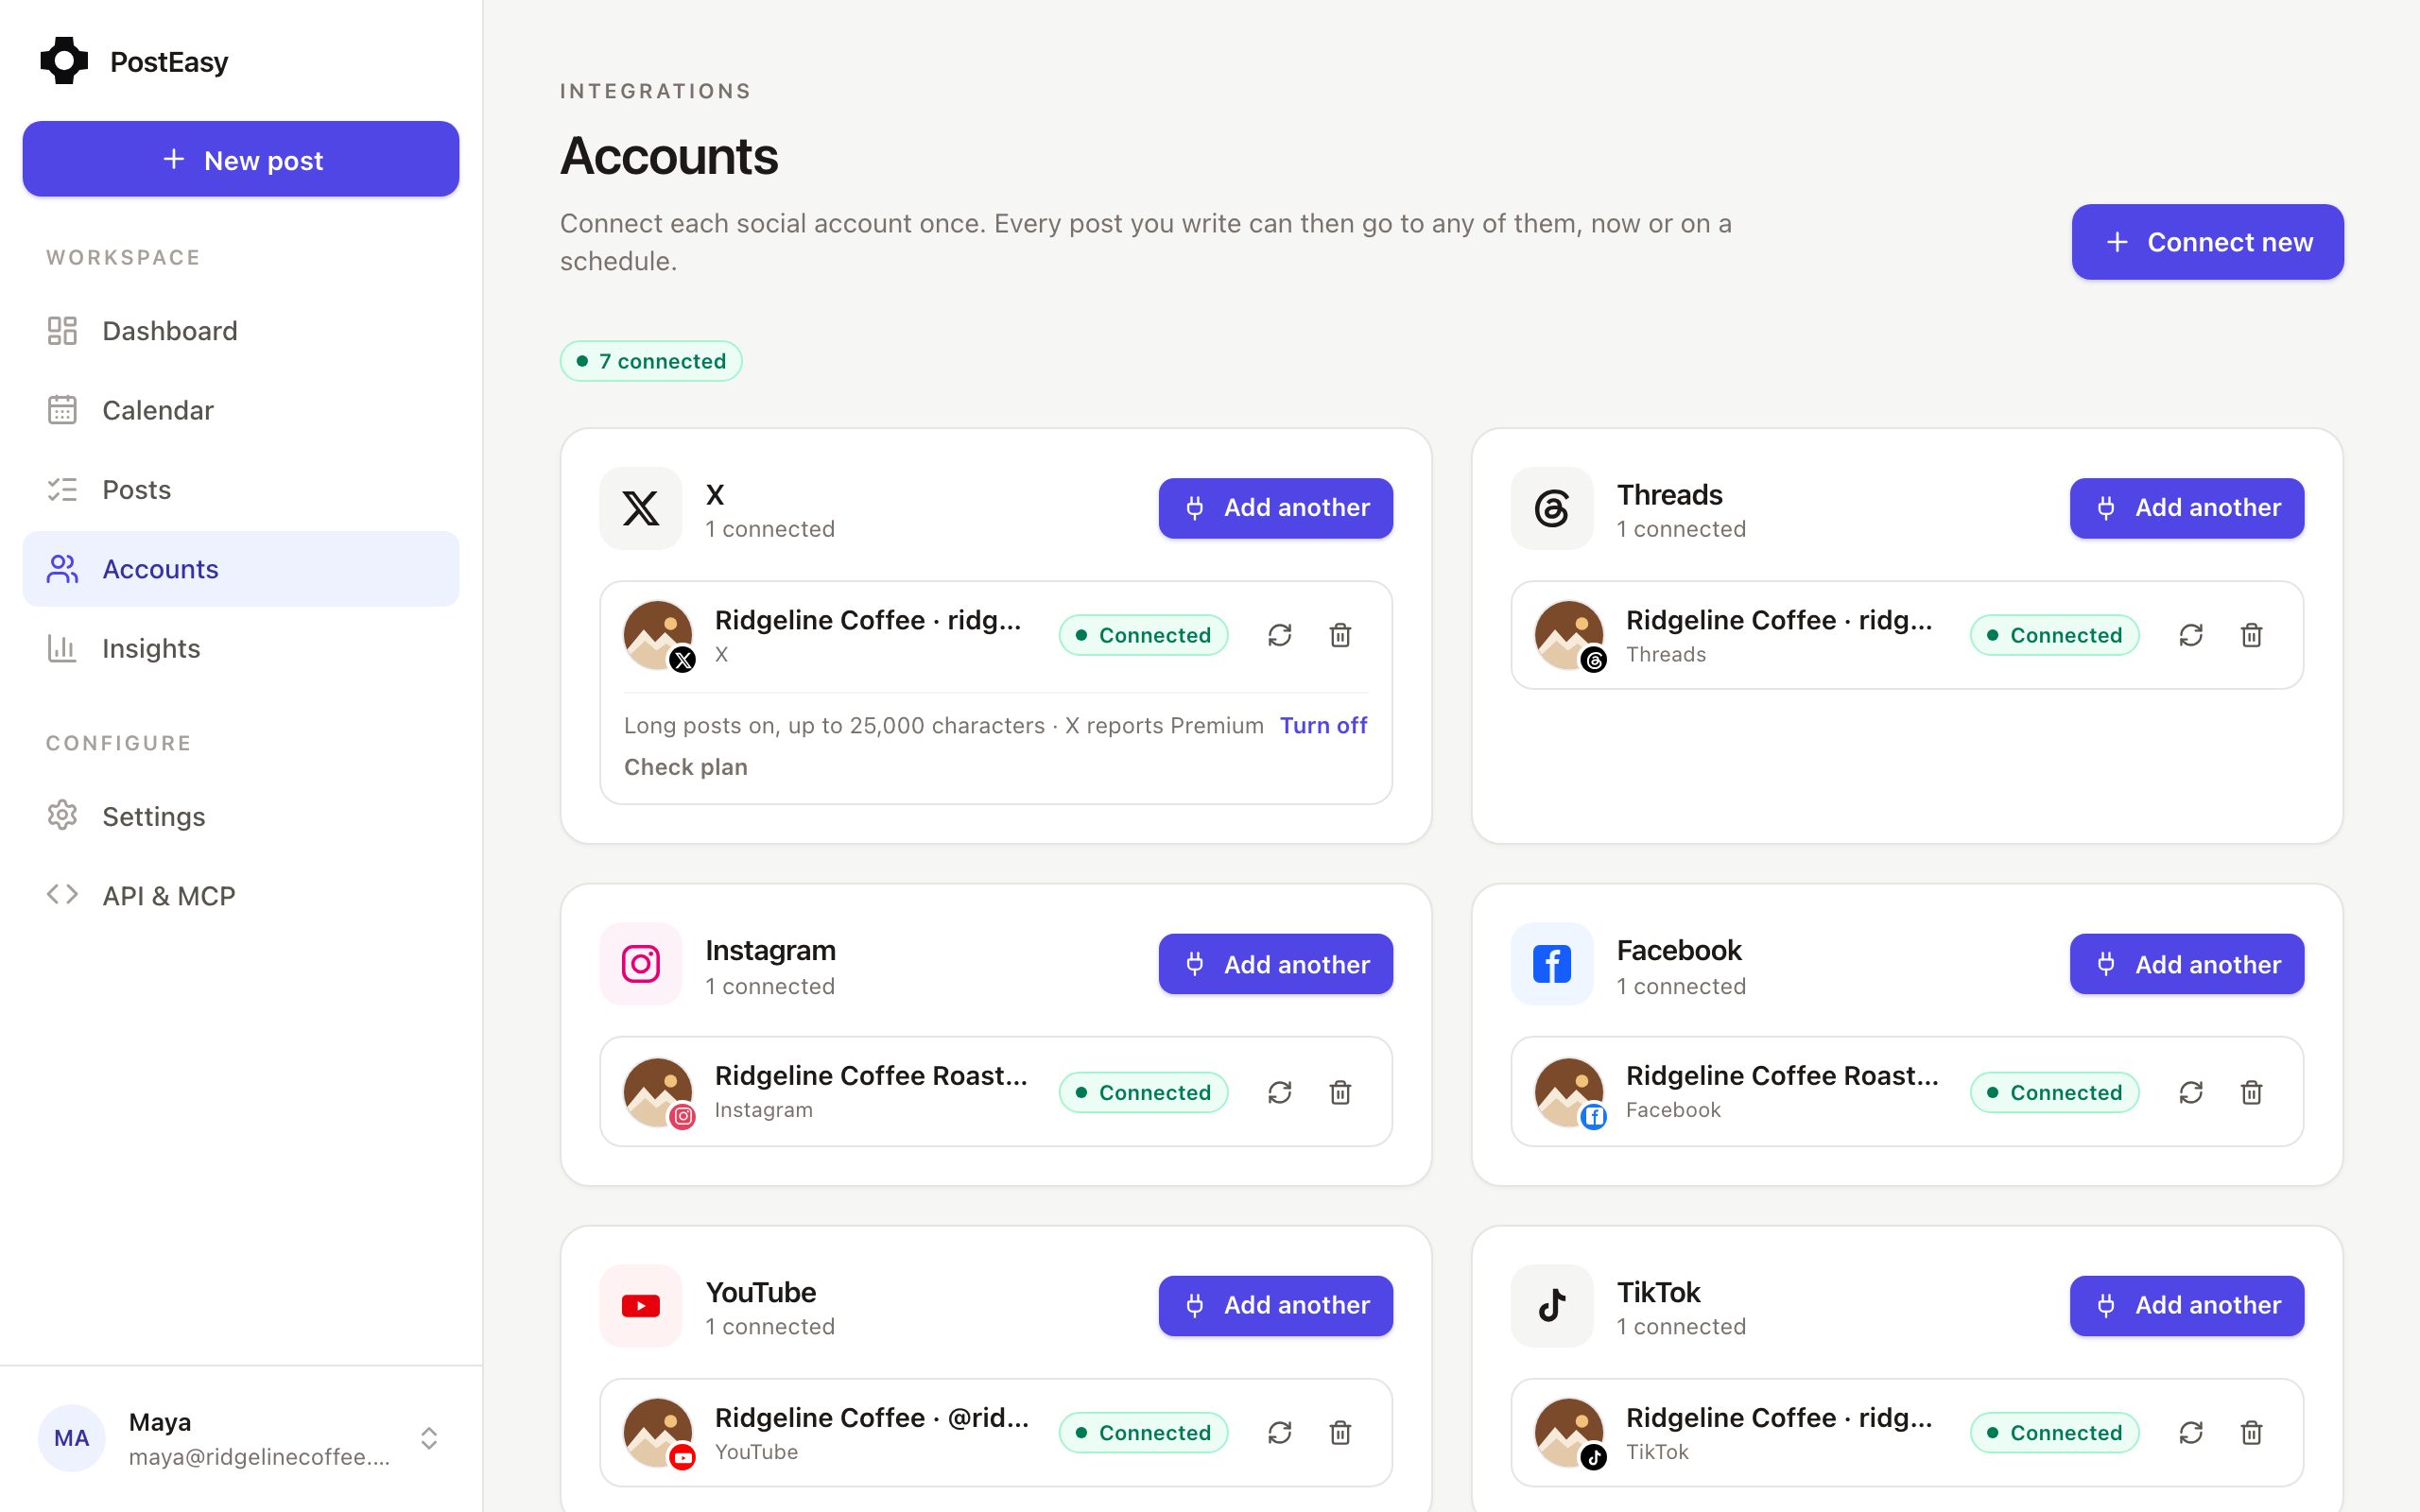 PostEasy
New post
WORKSPACE
Dashboard
Calendar
Posts
Accounts
Insights
CONFIGURE
Settings
API & MCP
MA
Maya
maya@ridgelinecoffee....
INTEGRATIONS
Accounts
Connect each social account once. Every post you write can then go to any of them, now or on a
schedule.
Connect new
7 connected
X
1 connected
Add another
Ridgeline Coffee · ridg...
X
Connected
Long posts on, up to 25,000 characters · X reports Premium Turn off
Check plan
Threads
1 connected
Add another
Ridgeline Coffee · ridg...
Threads
Connected
Instagram
1 connected
Add another
Ridgeline Coffee Roast...
Instagram
Connected
Facebook
1 connected
Add another
Ridgeline Coffee Roast...
Facebook
Connected
YouTube
1 connected
Add another
Ridgeline Coffee · @rid...
YouTube
Connected
TikTok
1 connected
Add another
Ridgeline Coffee · ridg...
TikTok
Connected